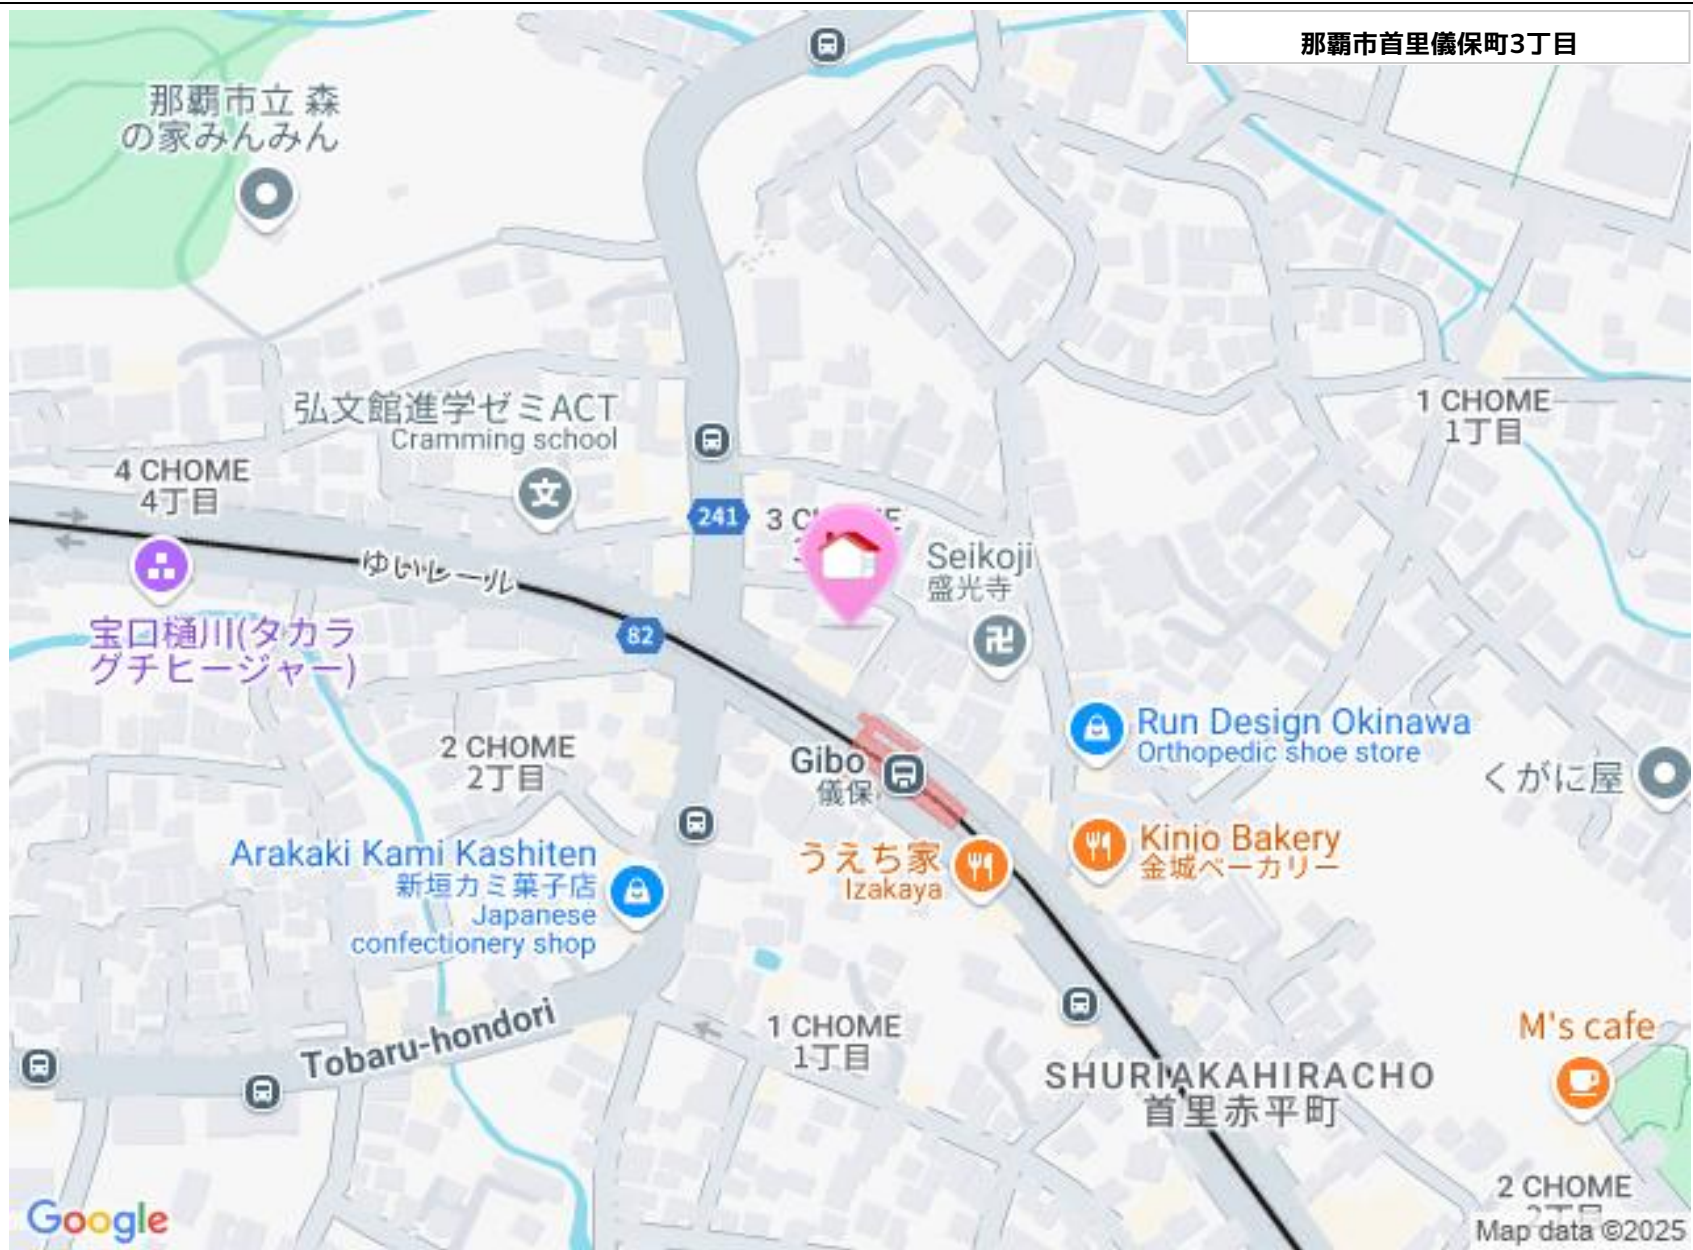 那覇市首里儀保町3丁目
那覇市立 森
の家みんみん
弘文館進学ゼミACT
Cramming school
1 CHOME
1丁目
4 CHOME
4丁目
241
3 C
Seikoji
盛光寺
ゆいレール
宝口樋川(タカラ
グチヒージャー)
82
Run Design Okinawa
Orthopedic shoe store
2 CHOME
2丁目
Gibo
儀保
くがに屋
Arakaki Kami Kashiten
新垣カミ菓子店
Japanese
confectionery shop
うえち家
Izakaya
Kinjo Bakery
金城ベーカリー
Tobaru-hondori
1 CHOME
1丁目
M's cafe
SHURIAKAHIRACHO
首里赤平町
2 CHOME
Google
Map data ©2025